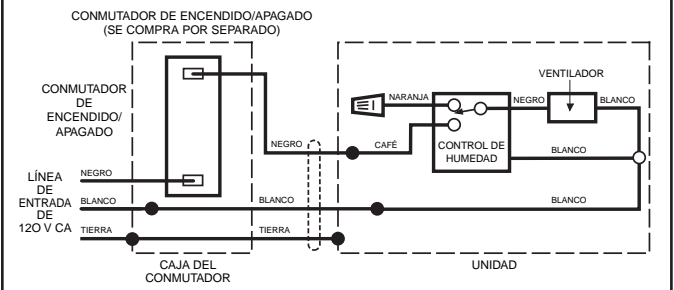 CONMUTADOR DE ENCENDIDO/APAGADO
(SE COMPRA POR SEPARADO)
CONMUTADOR
DE
ENCENDIDO/
APAGADO
VENTILADOR
NARANJA
NEGRO
BLANCO
NEGRO
CAFÉ
CONTROL DE
HUMEDAD
BLANCO
LÍNEA
DE
ENTRADA
DE
12O V CA
NEGRO
BLANCO
BLANCO
BLANCO
TIERRA
TIERRA
CAJA DEL
CONMUTADOR
UNIDAD